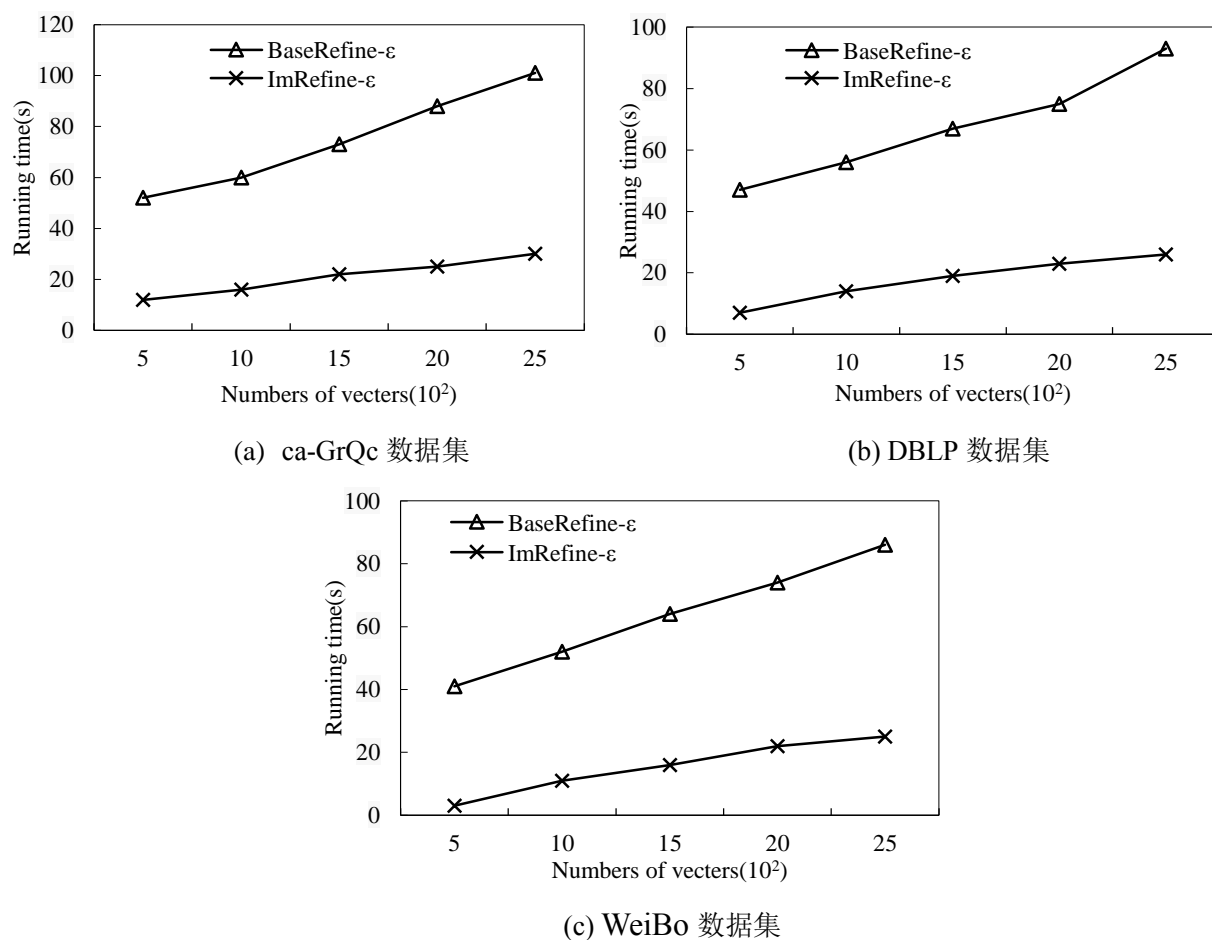 120
100
80
60
40
20
0
BaseRefine-ε
ImRefine-ε
Running time(s)
5 10 15 20 25
Numbers of vecters(10²)
(a) ca-GrQc 数据集
100
80
60
40
20
0
BaseRefine-ε
ImRefine-ε
Running time(s)
5 10 15 20 25
Numbers of vecters(10²)
(b) DBLP 数据集
100
80
60
40
20
0
BaseRefine-ε
ImRefine-ε
Running time(s)
5 10 15 20 25
Numbers of vecters(10²)
(c) WeiBo 数据集